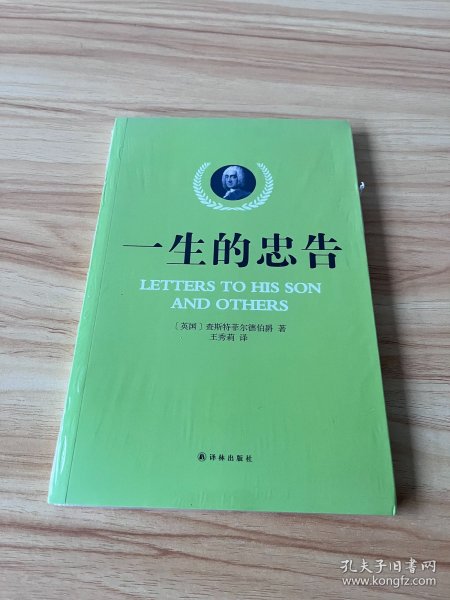 一生的忠告
LETTERS TO HIS SON
AND OTHERS
〔英国〕查斯特菲尔德伯爵 著
王秀莉 译
译林出版社
孔夫子旧书网
www.kongfz.com